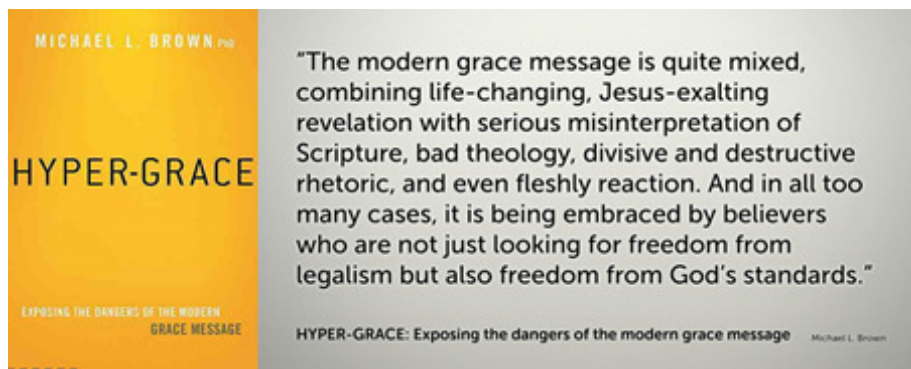 MICHAEL L. BROWN PhD
HYPER-GRACE
EXPOSING THE DANGERS OF THE MODERN
GRACE MESSAGE
“The modern grace message is quite mixed,
combining life-changing, Jesus-exalting
revelation with serious misinterpretation of
Scripture, bad theology, divisive and destructive
rhetoric, and even fleshly reaction. And in all too
many cases, it is being embraced by believers
who are not just looking for freedom from
legalism but also freedom from God’s standards.”
HYPER-GRACE: Exposing the dangers of the modern grace message Michael L. Brown